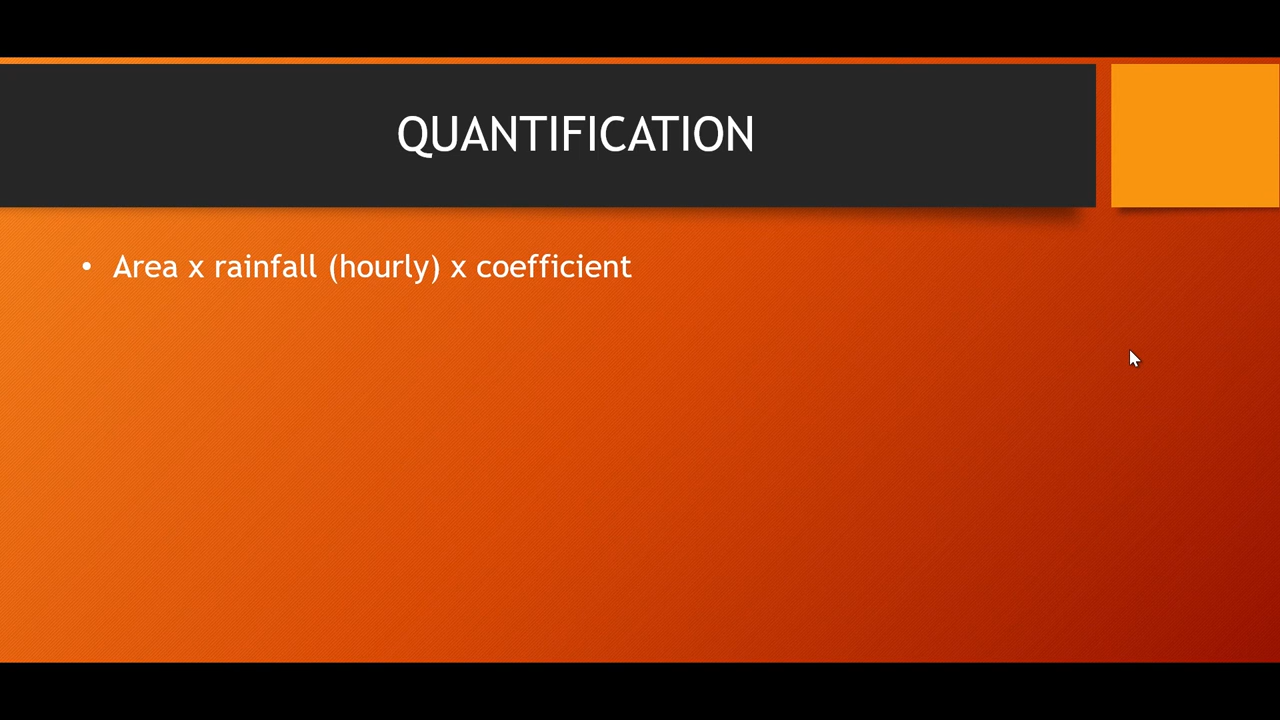 QUANTIFICATION
• Area x rainfall (hourly) x coefficient